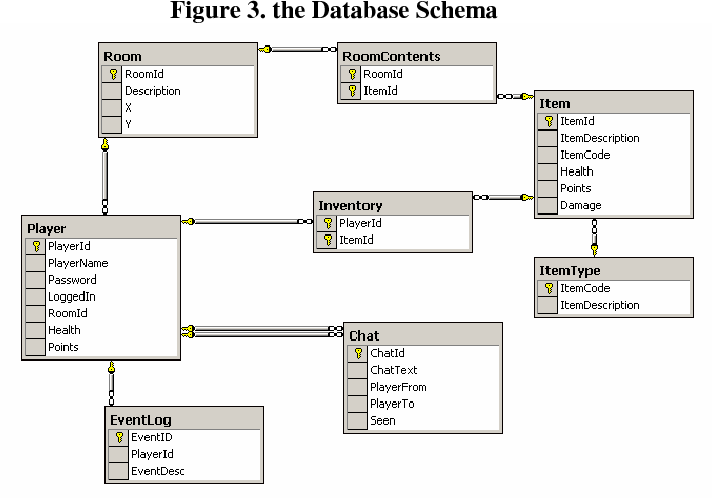 Figure 3. the Database Schema
Room
RoomId
Description
X
Y
RoomContents
RoomId
ItemId
Item
ItemId
ItemDescription
ItemCode
Health
Points
Damage
Inventory
PlayerId
ItemId
Player
PlayerId
PlayerName
Password
LoggedIn
RoomId
Health
Points
ItemType
ItemCode
ItemDescription
Chat
ChatId
ChatText
PlayerFrom
PlayerTo
Seen
EventLog
EventID
PlayerId
EventDesc